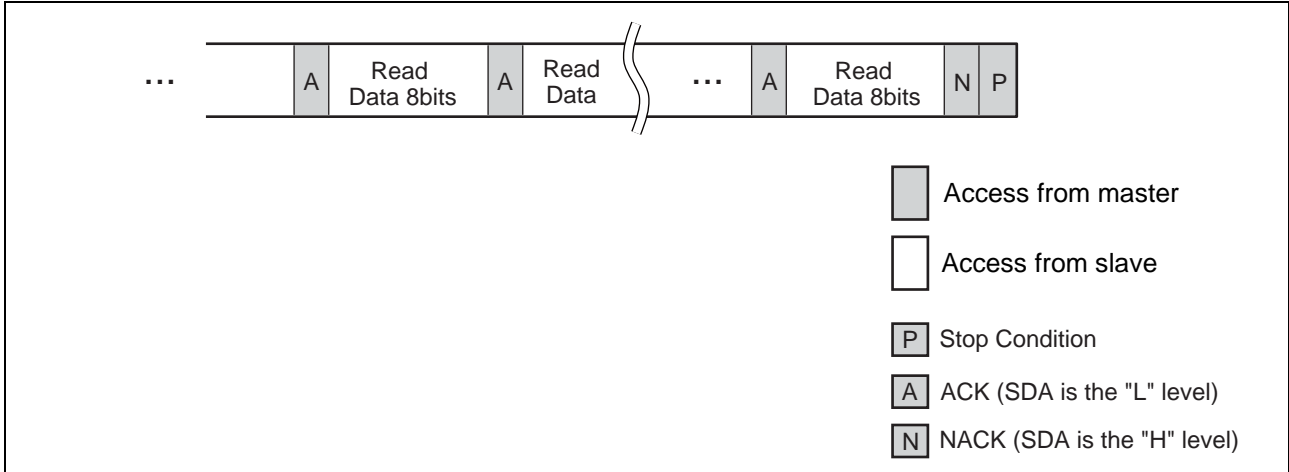 ... A Read Data 8bits A Read Data ... A Read Data 8bits N P
Access from master
Access from slave
P Stop Condition
A ACK (SDA is the "L" level)
N NACK (SDA is the "H" level)